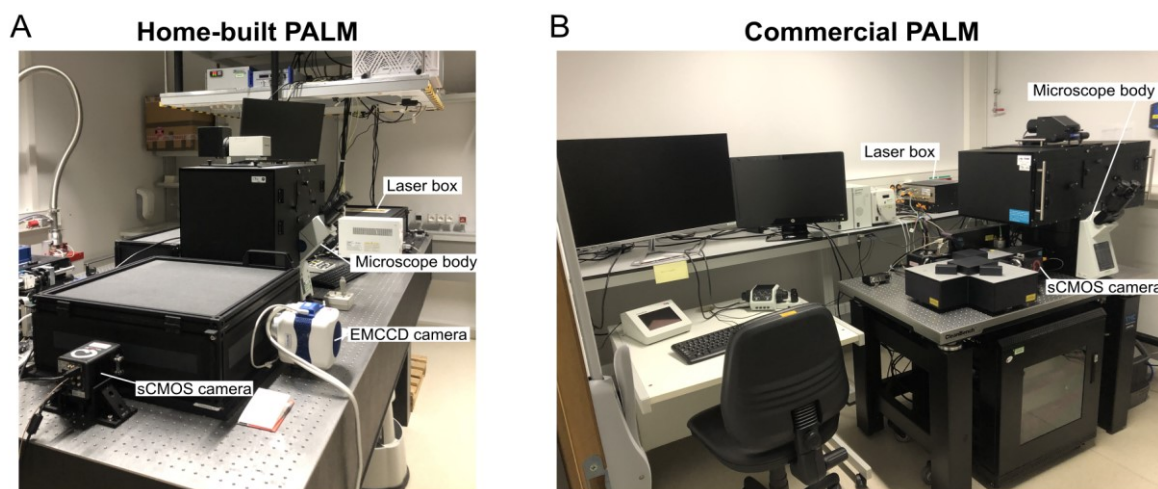 A
Home-built PALM
Laser box
Microscope body
EMCCD camera
sCMOS camera
B
Commercial PALM
Microscope body
Laser box
sCMOS camera